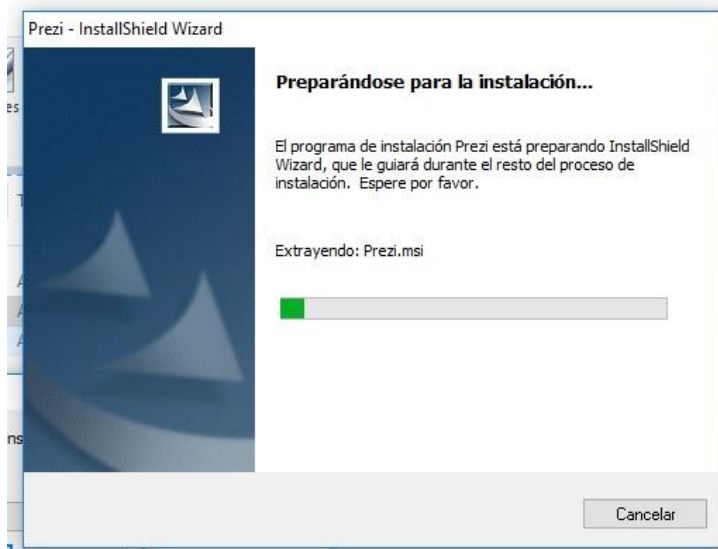 Prezi - InstallShield Wizard
Preparándose para la instalación...
El programa de instalación Prezi está preparando InstallShield
Wizard, que le guiará durante el resto del proceso de
instalación. Espere por favor.
Extrayendo: Prezi.msi
Cancelar